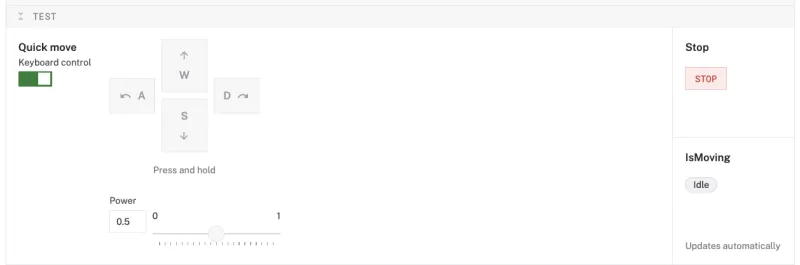 TEST
Quick move
Keyboard control
W
A
D
S
Press and hold
Power
0.5
0
1
Stop
STOP
IsMoving
Idle
Updates automatically